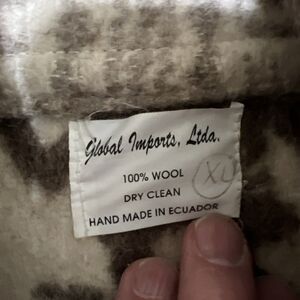 Global Imports, Ltda.
100% WOOL
XL
DRY CLEAN
HAND MADE IN ECUADOR